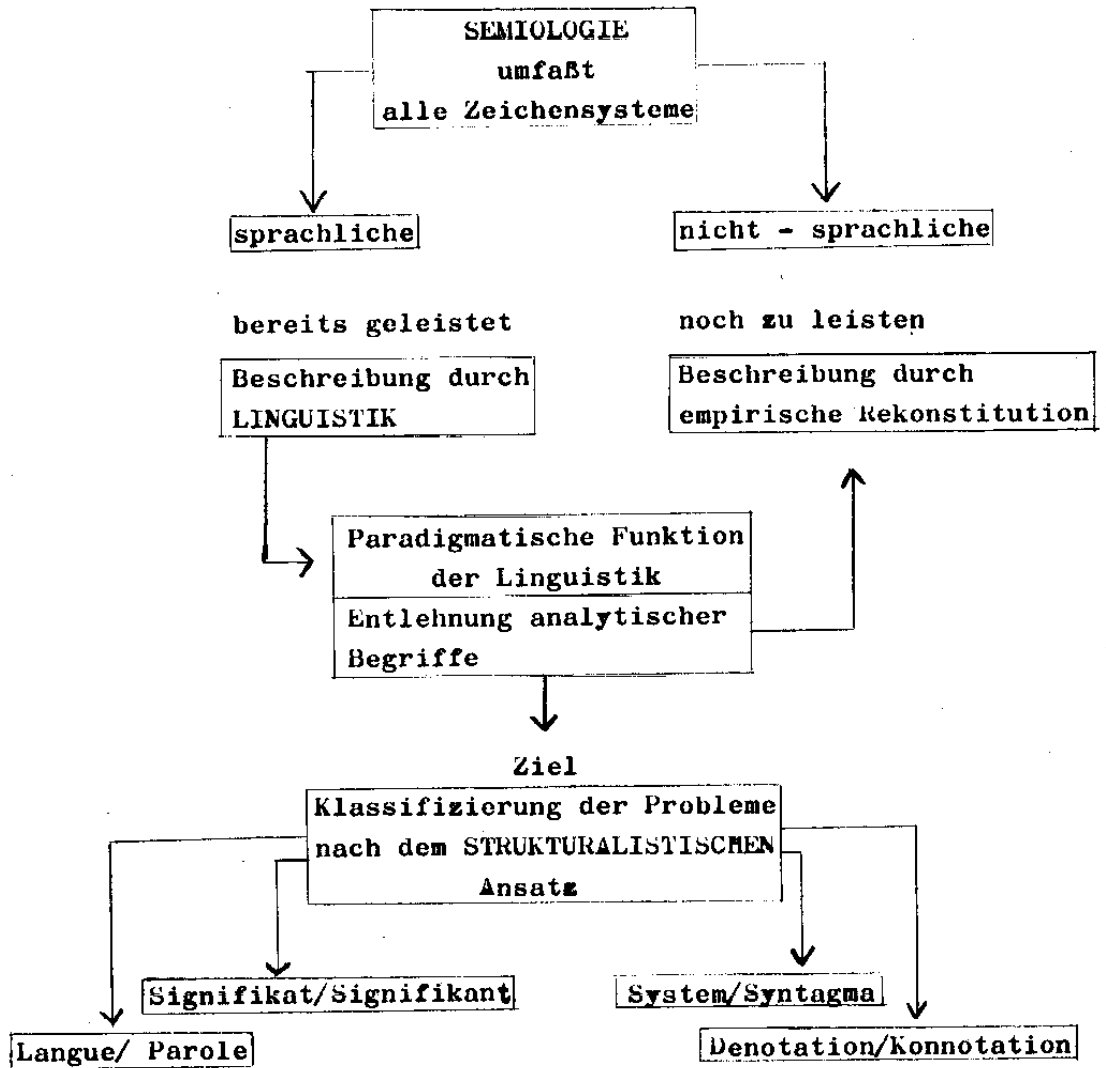 SEMIOLOGIE
umfaßt
alle Zeichensysteme
sprachliche
nicht - sprachliche
bereits geleistet
noch zu leisten
Beschreibung durch
LINGUISTIK
Beschreibung durch
empirische Rekonstitution
Paradigmatische Funktion
der Linguistik
Entlehnung analytischer
Begriffe
Ziel
Klassifizierung der Probleme
nach dem STRUKTURALISTISCHEN
Ansatz
Signifikat/Signifikant
System/Syntagma
Langue/ Parole
Denotation/Konnotation